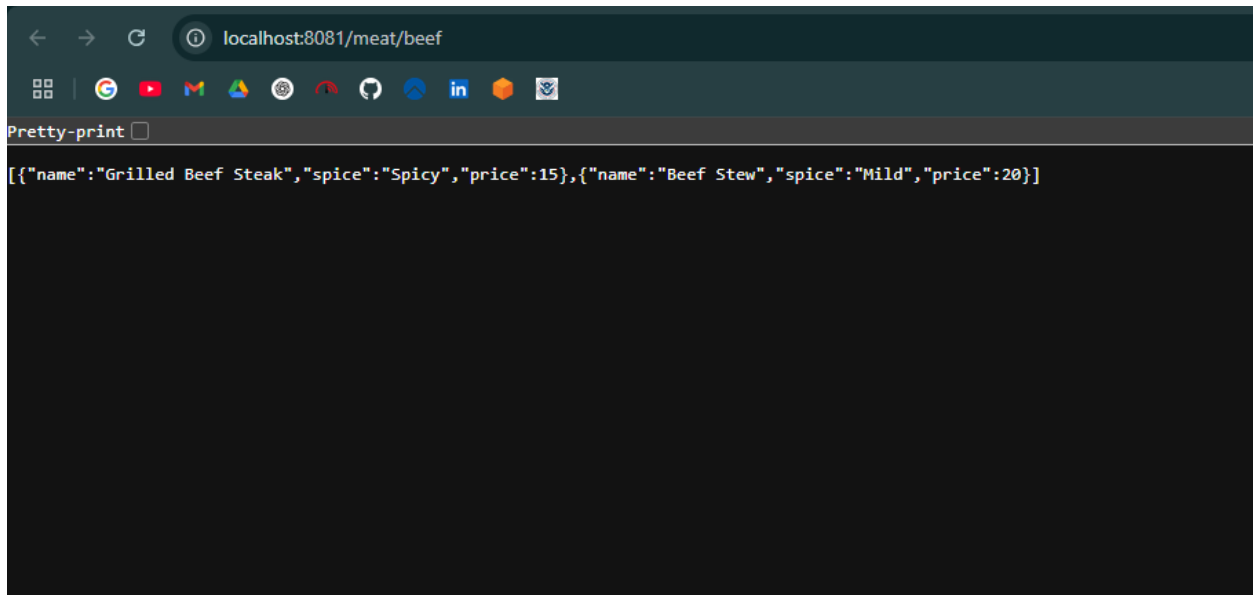 localhost:8081/meat/beef
in
Pretty-print
[{"name":"Grilled Beef Steak","spice":"Spicy","price":15},{"name":"Beef Stew","spice":"Mild","price":20}]